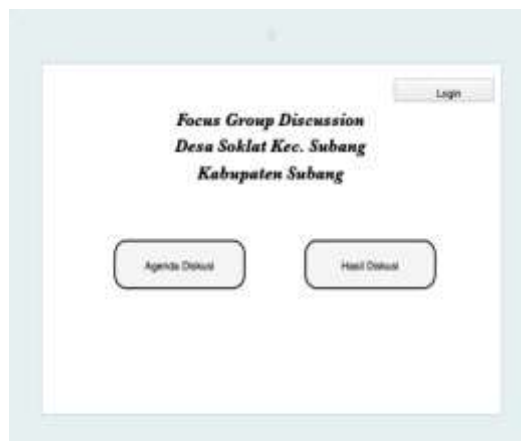 Login
Focus Group Discussion
Desa Soklat Kec. Subang
Kabupaten Subang
Agenda Diskusi
Hasil Diskusi